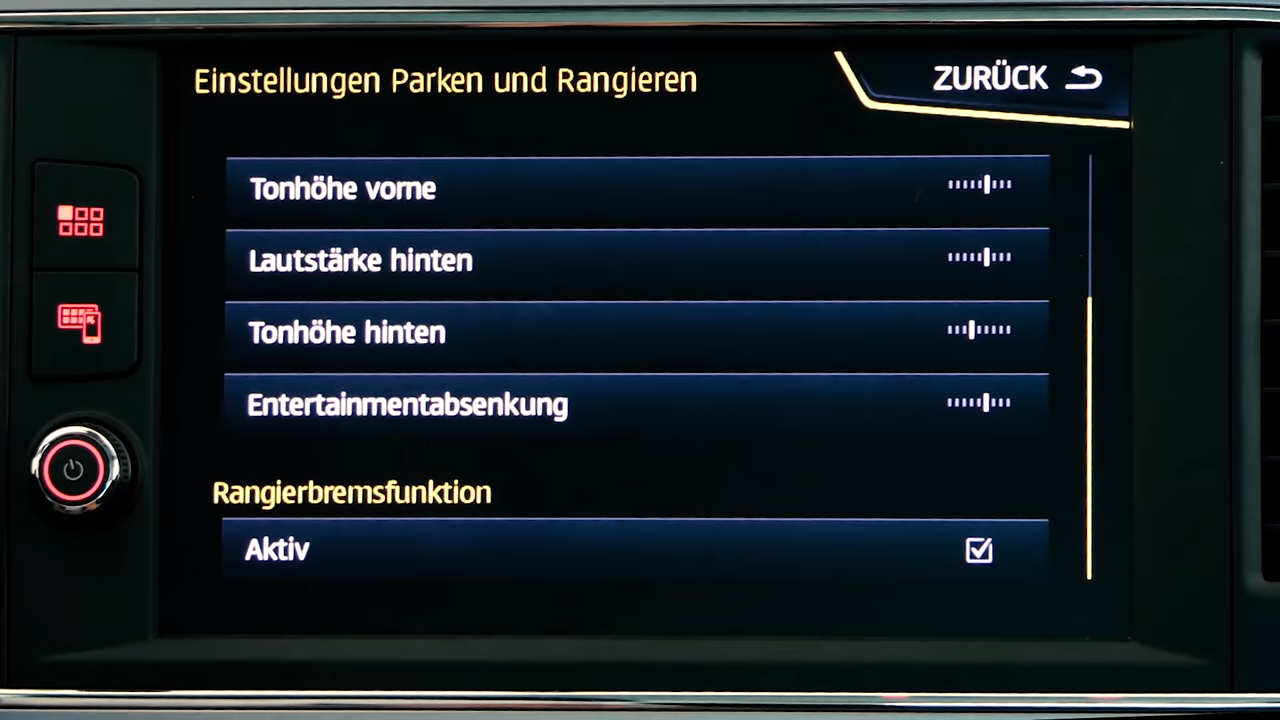 Einstellungen Parken und Rangieren
ZURÜCK
Tonhöhe vorne
Lautstärke hinten
Tonhöhe hinten
Entertainmentabsenkung
Rangierbremsfunktion
Aktiv